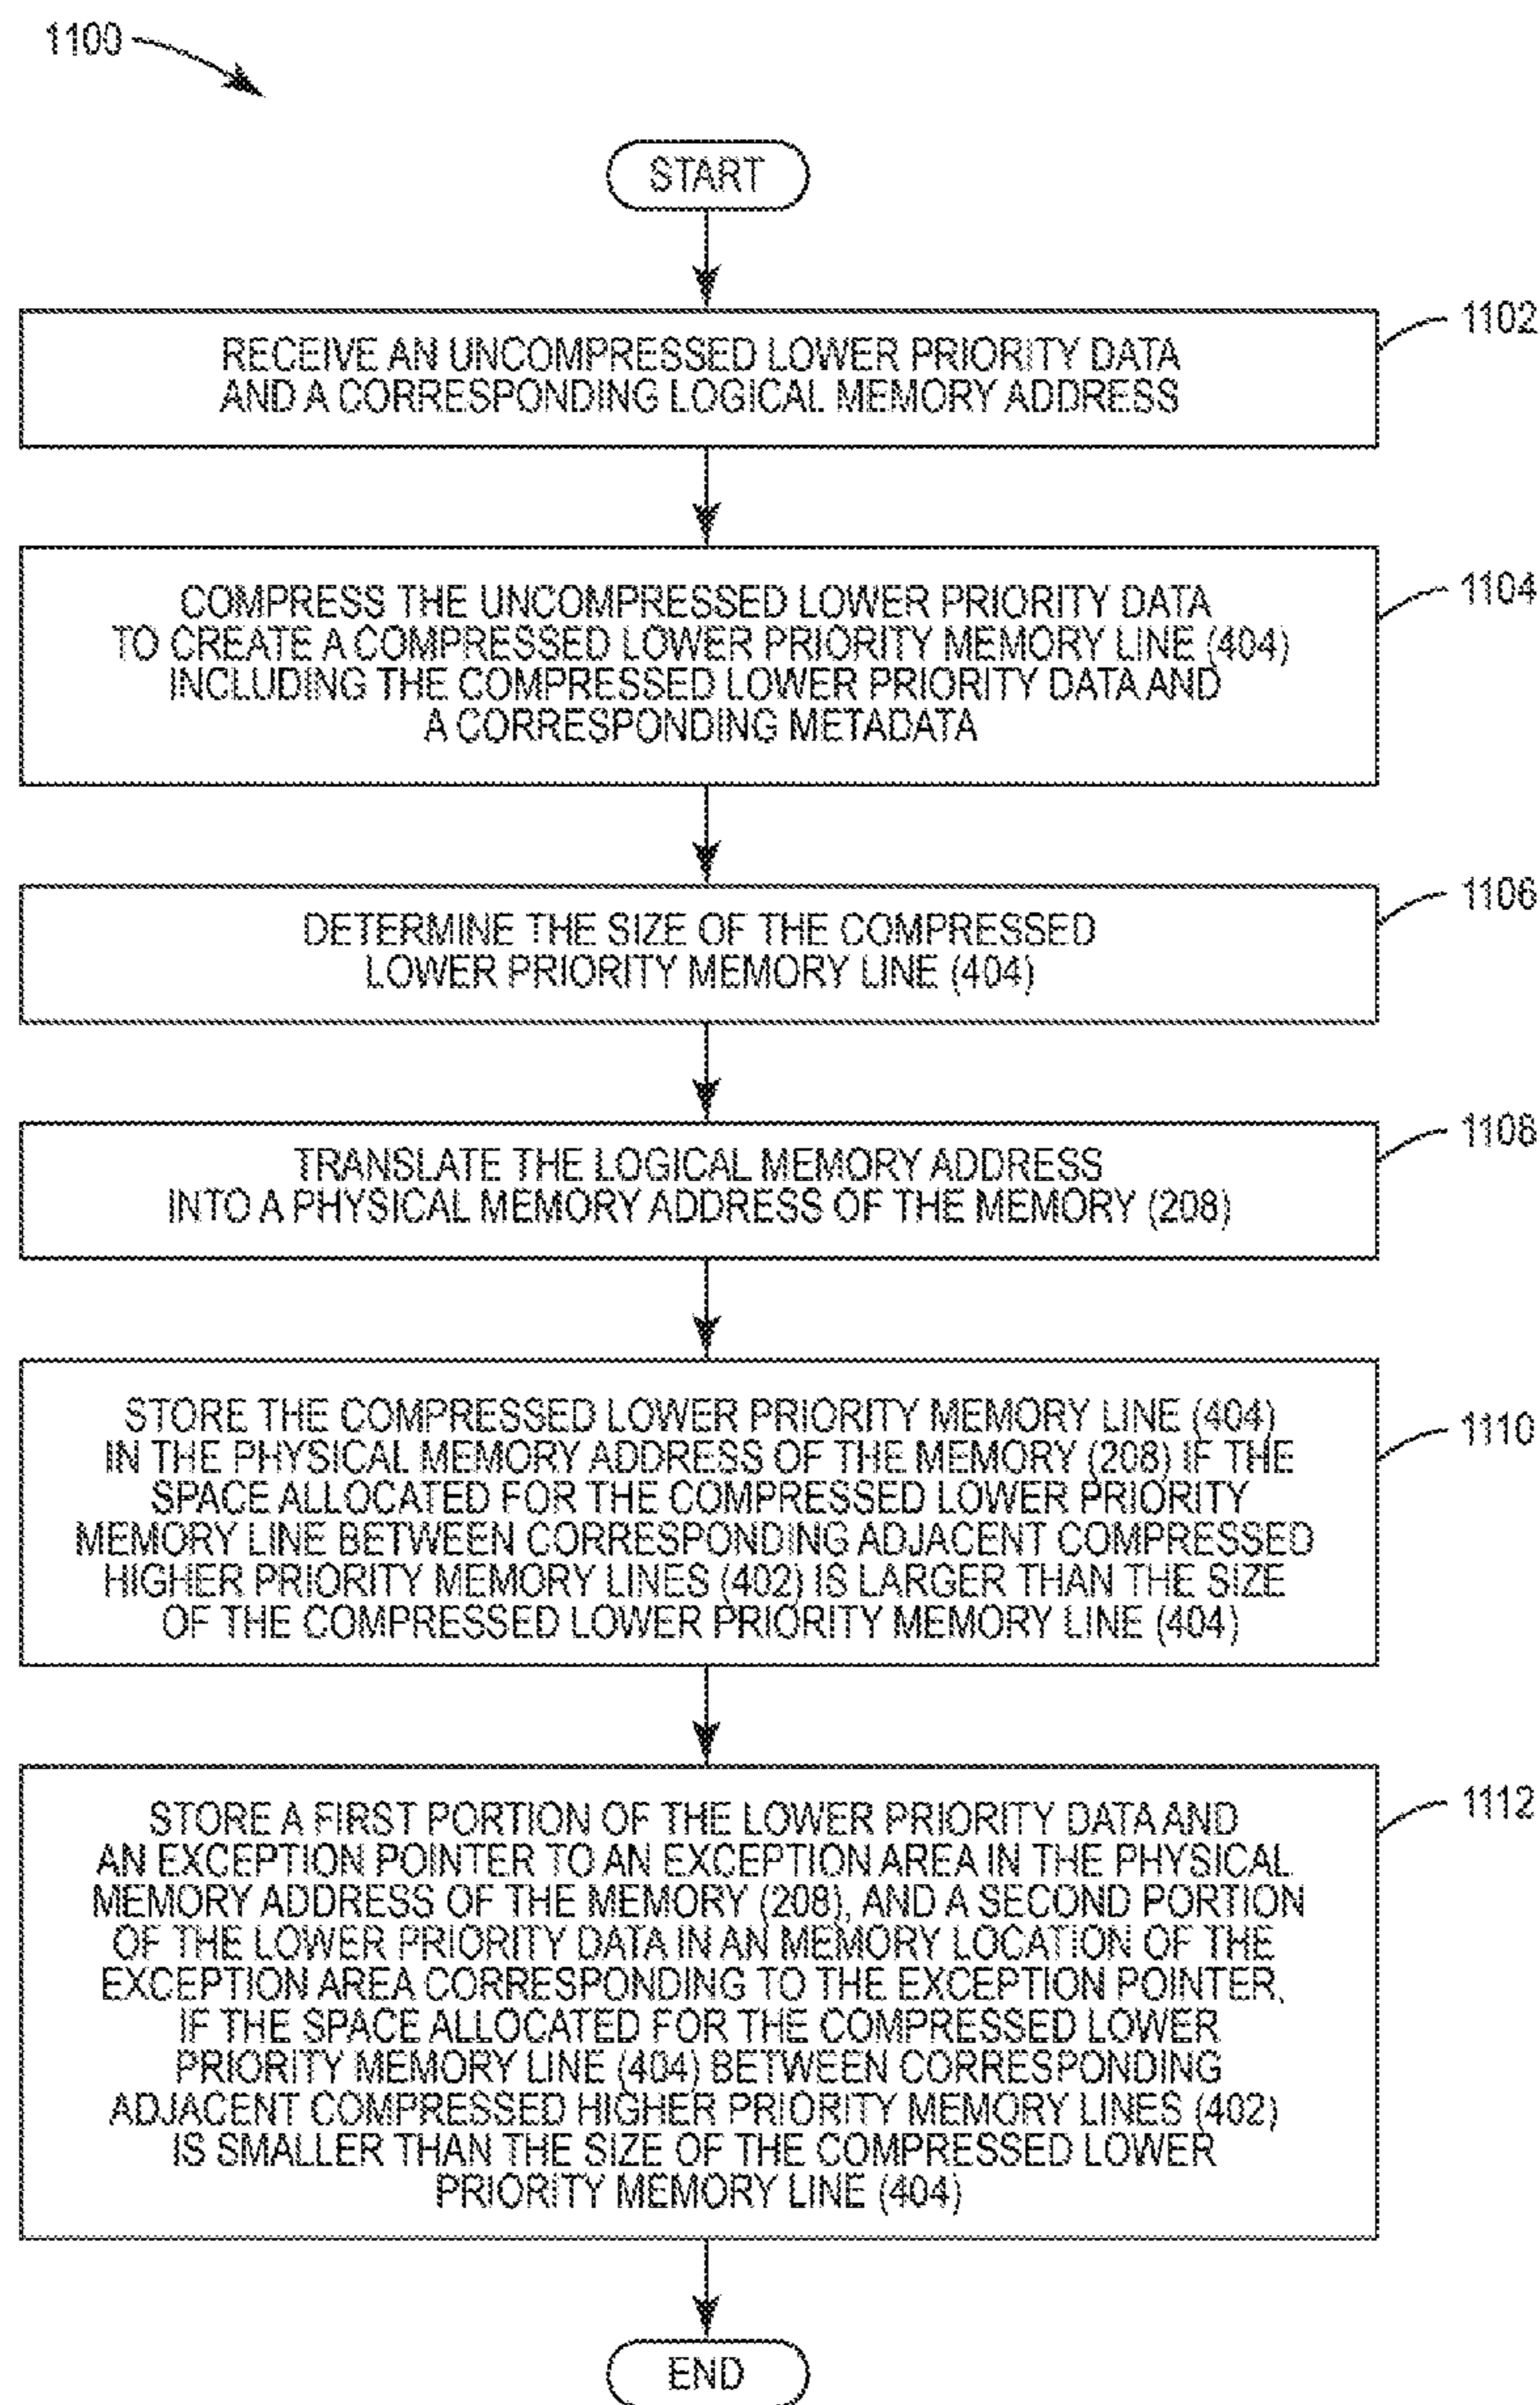 1100
START
RECEIVE AN UNCOMPRESSED LOWER PRIORITY DATA
AND A CORRESPONDING LOGICAL MEMORY ADDRESS
1102
COMPRESS THE UNCOMPRESSED LOWER PRIORITY DATA
TO CREATE A COMPRESSED LOWER PRIORITY MEMORY LINE (404)
INCLUDING THE COMPRESSED LOWER PRIORITY DATA AND
A CORRESPONDING METADATA
1104
DETERMINE THE SIZE OF THE COMPRESSED
LOWER PRIORITY MEMORY LINE (404)
1106
TRANSLATE THE LOGICAL MEMORY ADDRESS
INTO A PHYSICAL MEMORY ADDRESS OF THE MEMORY (208)
1108
STORE THE COMPRESSED LOWER PRIORITY MEMORY LINE (404)
IN THE PHYSICAL MEMORY ADDRESS OF THE MEMORY (208) IF THE
SPACE ALLOCATED FOR THE COMPRESSED LOWER PRIORITY
MEMORY LINE BETWEEN CORRESPONDING ADJACENT COMPRESSED
HIGHER PRIORITY MEMORY LINES (402) IS LARGER THAN THE SIZE
OF THE COMPRESSED LOWER PRIORITY MEMORY LINE (404)
1110
STORE A FIRST PORTION OF THE LOWER PRIORITY DATA AND
AN EXCEPTION POINTER TO AN EXCEPTION AREA IN THE PHYSICAL
MEMORY ADDRESS OF THE MEMORY (208), AND A SECOND PORTION
OF THE LOWER PRIORITY DATA IN AN MEMORY LOCATION OF THE
EXCEPTION AREA CORRESPONDING TO THE EXCEPTION POINTER,
IF THE SPACE ALLOCATED FOR THE COMPRESSED LOWER
PRIORITY MEMORY LINE (404) BETWEEN CORRESPONDING
ADJACENT COMPRESSED HIGHER PRIORITY MEMORY LINES (402)
IS SMALLER THAN THE SIZE OF THE COMPRESSED LOWER
PRIORITY MEMORY LINE (404)
1112
END